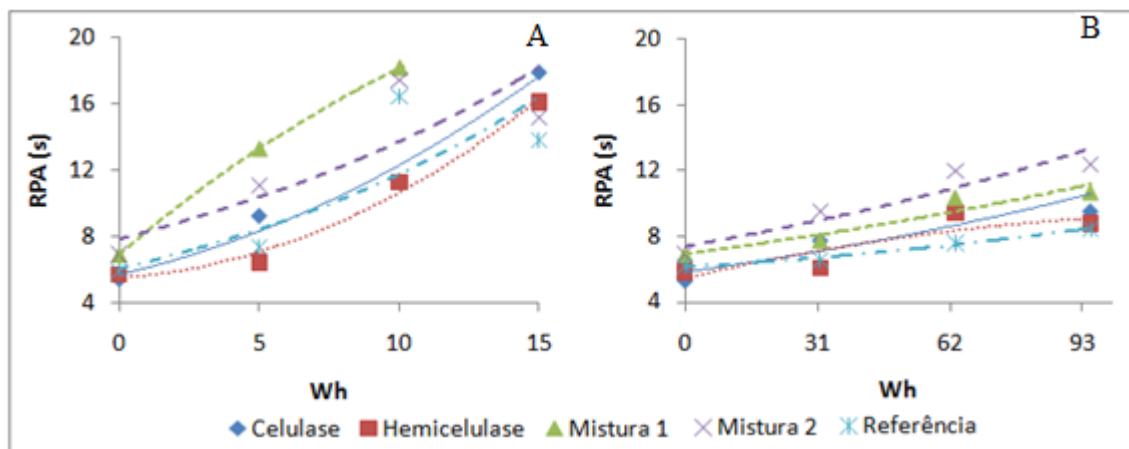 A
RPA (s)
20
16
12
8
4
0 5 10 15
Wh
B
RPA (s)
20
16
12
8
4
0 31 62 93
Wh
Celulase Hemicelulase Mistura 1 Mistura 2 Referência